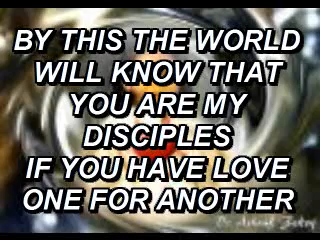 BY THIS THE WORLD
WILL KNOW THAT
YOU ARE MY
DISCIPLES
IF YOU HAVE LOVE
ONE FOR ANOTHER